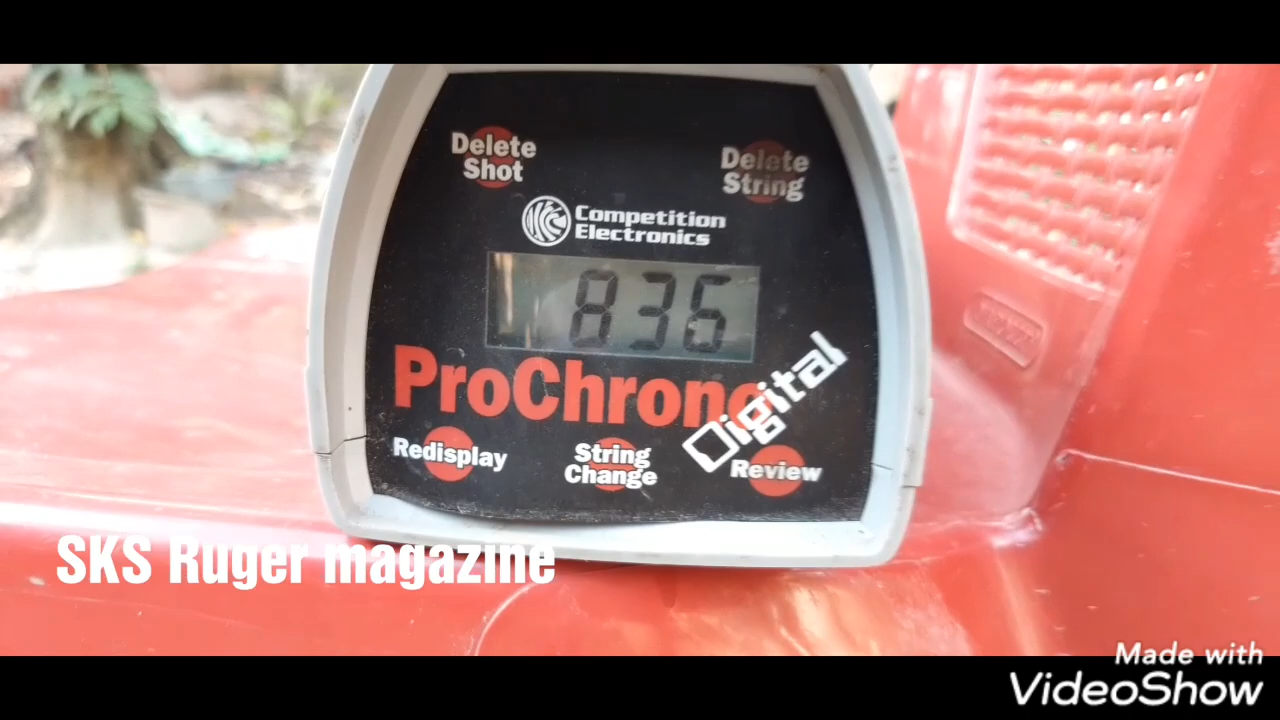 Delete
Shot
Delete
String
Competition
Electronics
836
ProChrono
Digital
Redisplay
String
Change
Review
SKS Ruger magazine
Made with
VideoShow